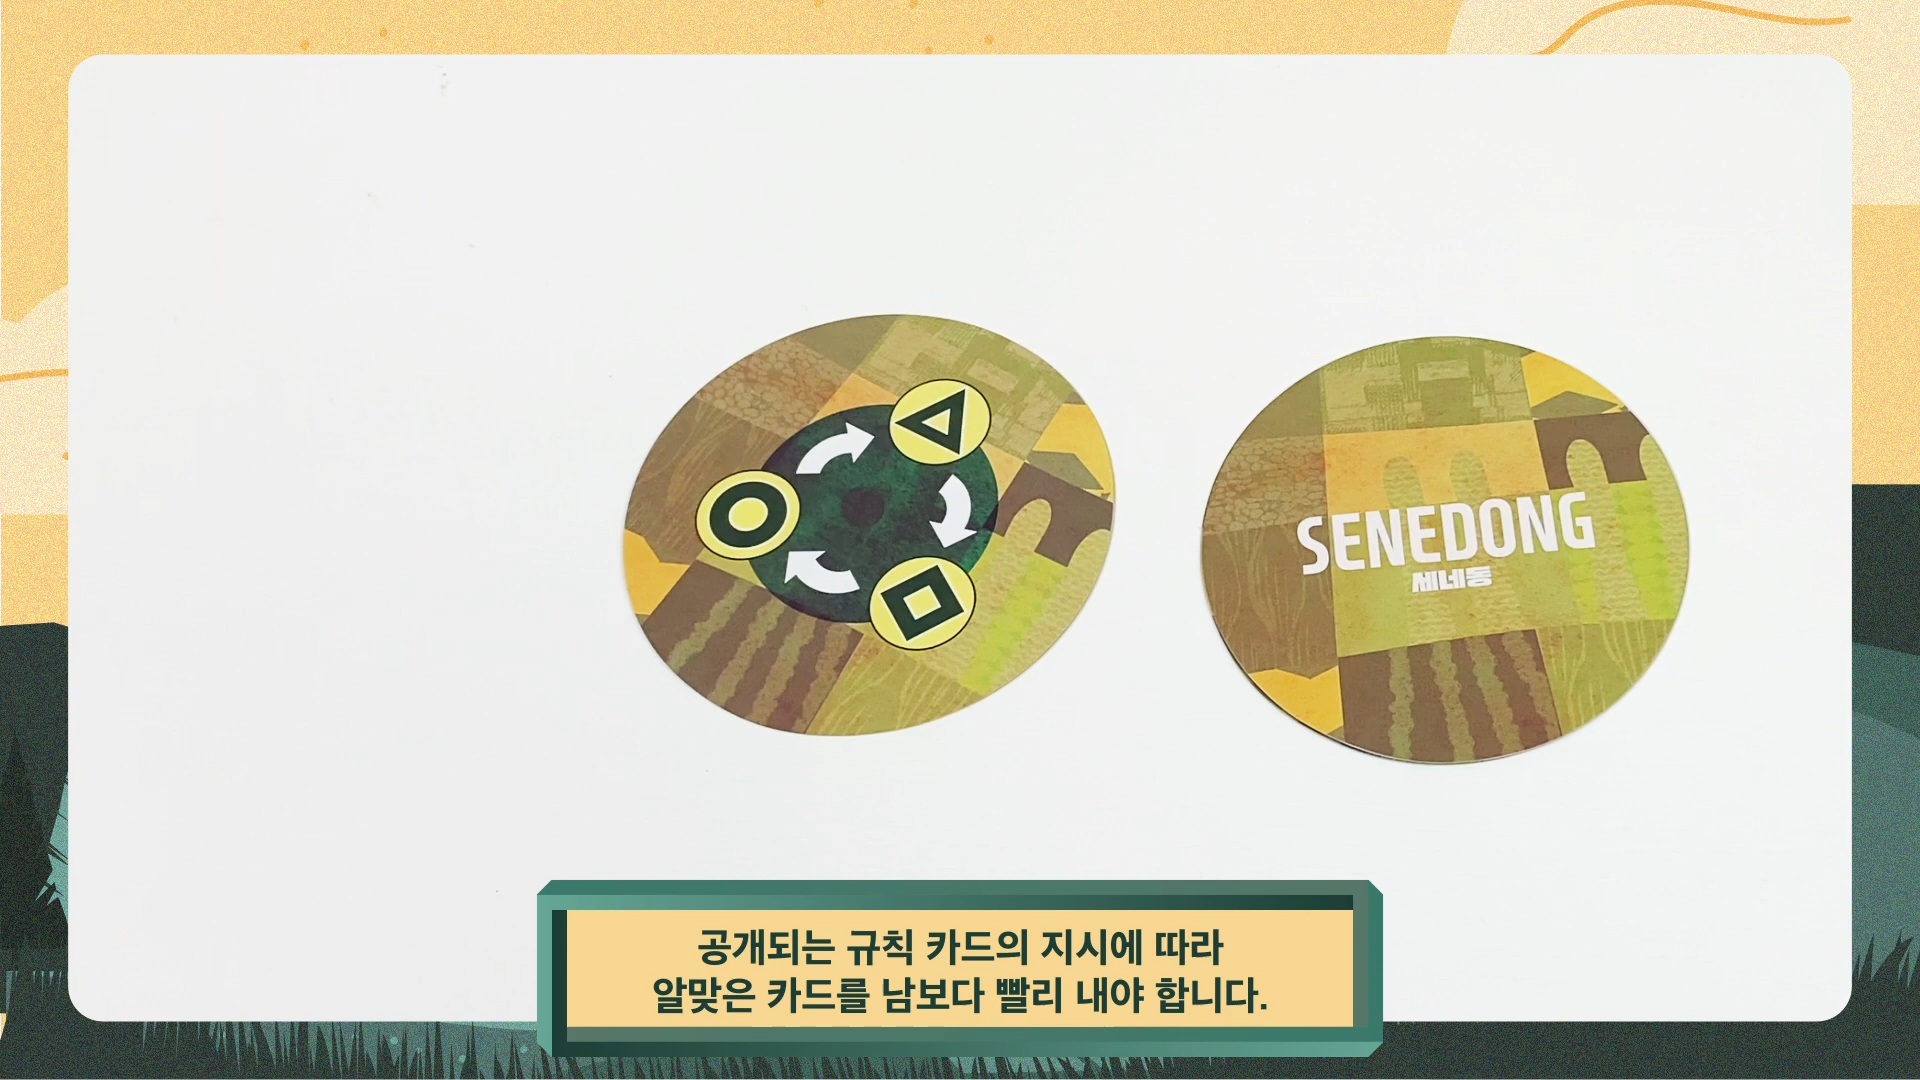 SENEDONG
세네동
공개되는 규칙 카드의 지시에 따라
알맞은 카드를 남보다 빨리 내야 합니다.